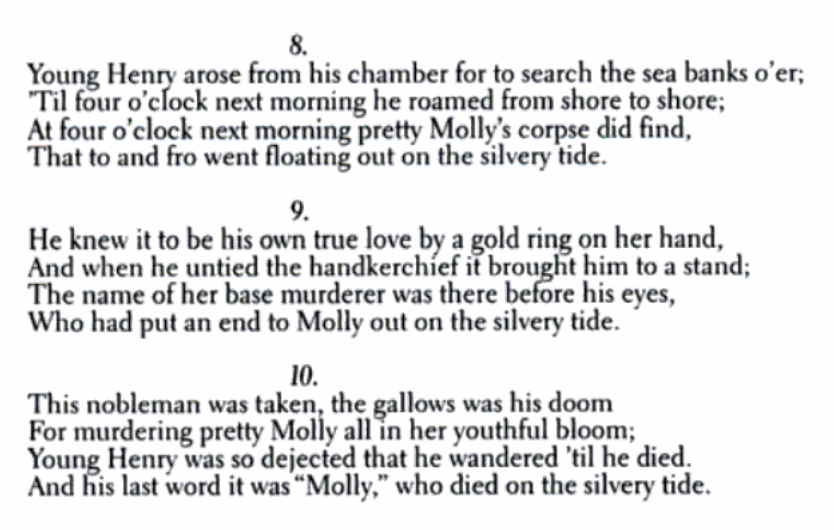 8.
Young Henry arose from his chamber for to search the sea banks o’er;
’Til four o’clock next morning he roamed from shore to shore;
At four o’clock next morning pretty Molly’s corpse did find,
That to and fro went floating out on the silvery tide.
9.
He knew it to be his own true love by a gold ring on her hand,
And when he untied the handkerchief it brought him to a stand;
The name of her base murderer was there before his eyes,
Who had put an end to Molly out on the silvery tide.
10.
This nobleman was taken, the gallows was his doom
For murdering pretty Molly all in her youthful bloom;
Young Henry was so dejected that he wandered ’til he died.
And his last word it was “Molly,” who died on the silvery tide.